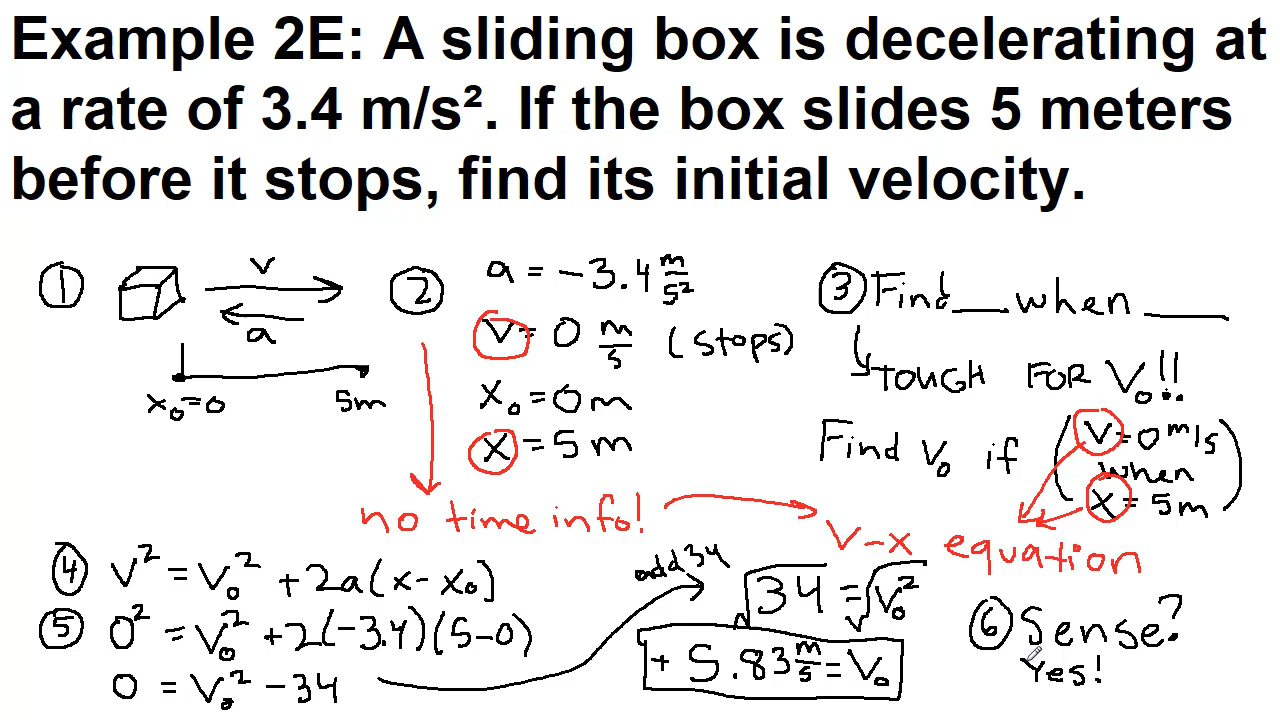 Example 2E: A sliding box is decelerating at
a rate of 3.4 m/s². If the box slides 5 meters
before it stops, find its initial velocity.
① v
a
x₀=0 5m
② a = -3.4 m/s²
v = 0 m/s (stops)
x₀ = 0m
x = 5m
no time info!
③ Find ___ when ____
TOUGH FOR V₀!!
Find V₀ if (v=0 m/s
when
x = 5m)
v-x equation
④ v² = v₀² + 2a(x - x₀)
⑤ 0² = v₀² + 2(-3.4)(5-0)
0 = v₀² - 34
add 34
√34 = √v₀²
+ 5.83 m/s = v₀
⑥ Sense?
Yes!